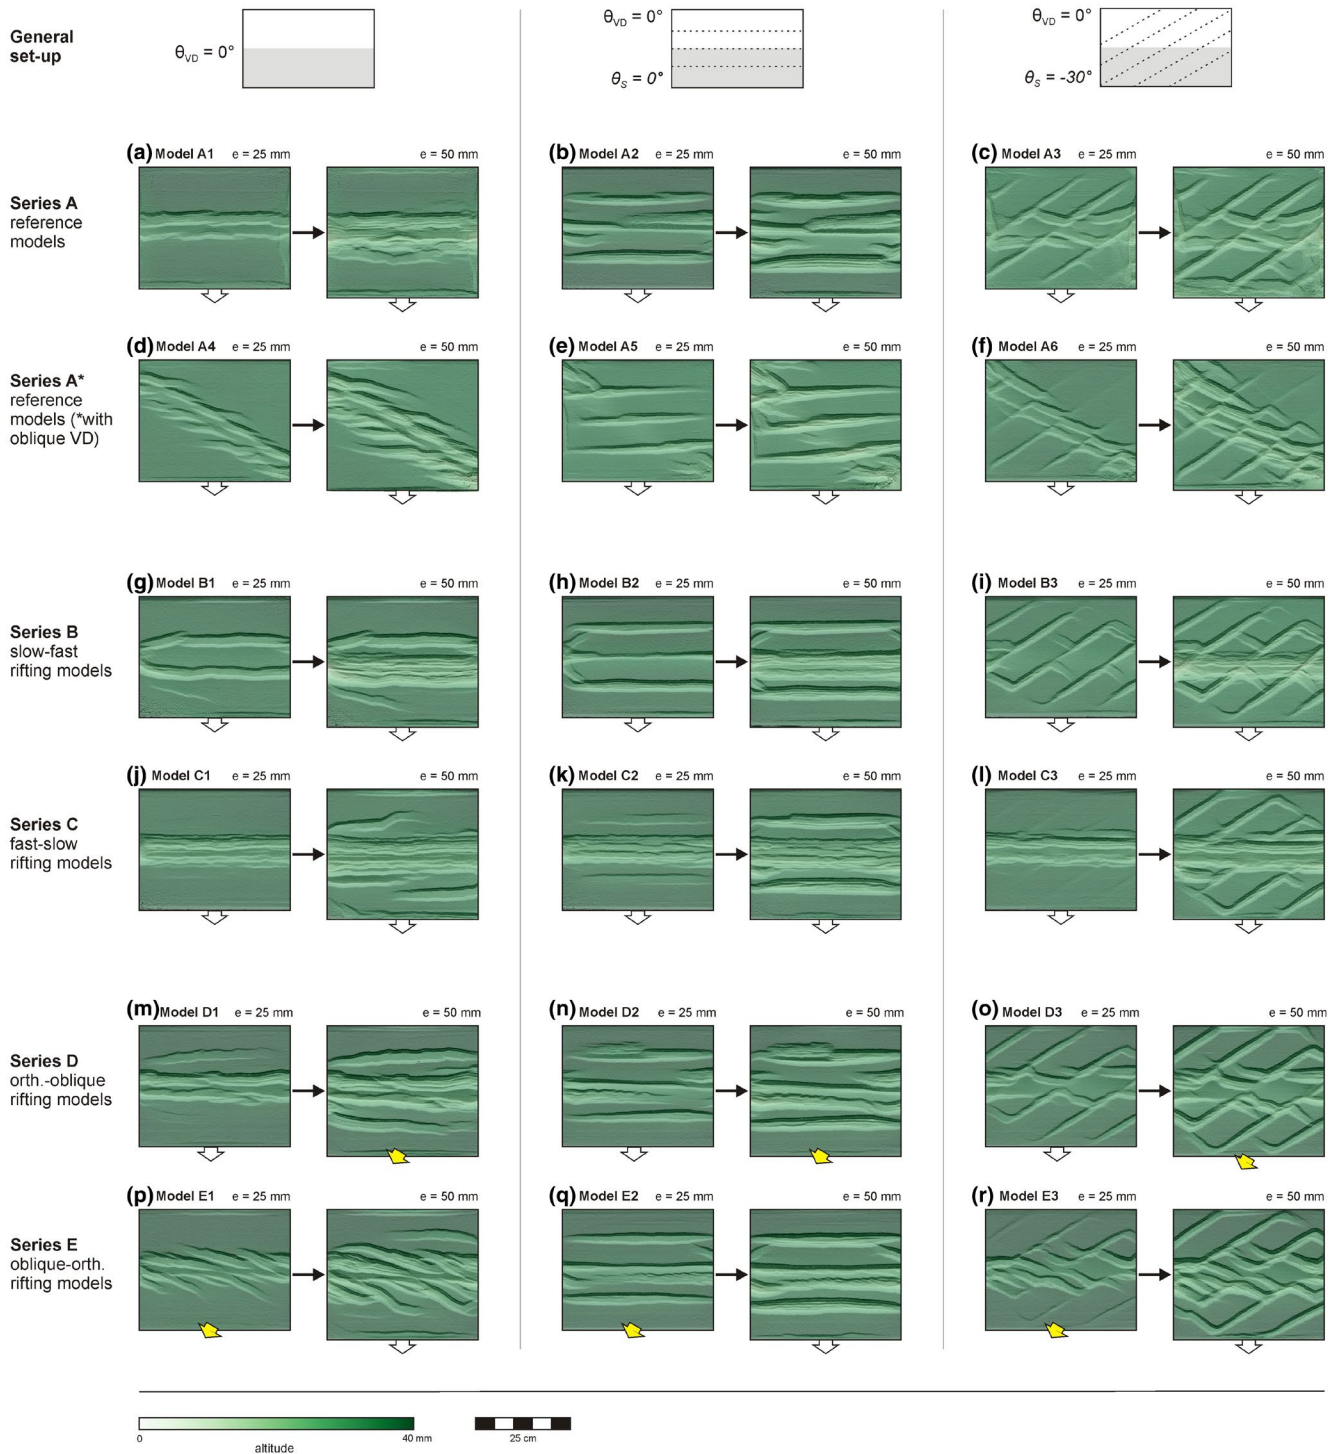 General
set-up
θVD = 0°
θVD = 0°
θS = 0°
θVD = 0°
θS = -30°
(a) Model A1 e = 25 mm e = 50 mm
(b) Model A2 e = 25 mm e = 50 mm
(c) Model A3 e = 25 mm e = 50 mm
Series A
reference
models
(d) Model A4 e = 25 mm e = 50 mm
(e) Model A5 e = 25 mm e = 50 mm
(f) Model A6 e = 25 mm e = 50 mm
Series A*
reference
models (*with
oblique VD)
(g) Model B1 e = 25 mm e = 50 mm
(h) Model B2 e = 25 mm e = 50 mm
(i) Model B3 e = 25 mm e = 50 mm
Series B
slow-fast
rifting models
(j) Model C1 e = 25 mm e = 50 mm
(k) Model C2 e = 25 mm e = 50 mm
(l) Model C3 e = 25 mm e = 50 mm
Series C
fast-slow
rifting models
(m) Model D1 e = 25 mm e = 50 mm
(n) Model D2 e = 25 mm e = 50 mm
(o) Model D3 e = 25 mm e = 50 mm
Series D
orth.-oblique
rifting models
(p) Model E1 e = 25 mm e = 50 mm
(q) Model E2 e = 25 mm e = 50 mm
(r) Model E3 e = 25 mm e = 50 mm
Series E
oblique-orth.
rifting models
0 40 mm
altitude
25 cm